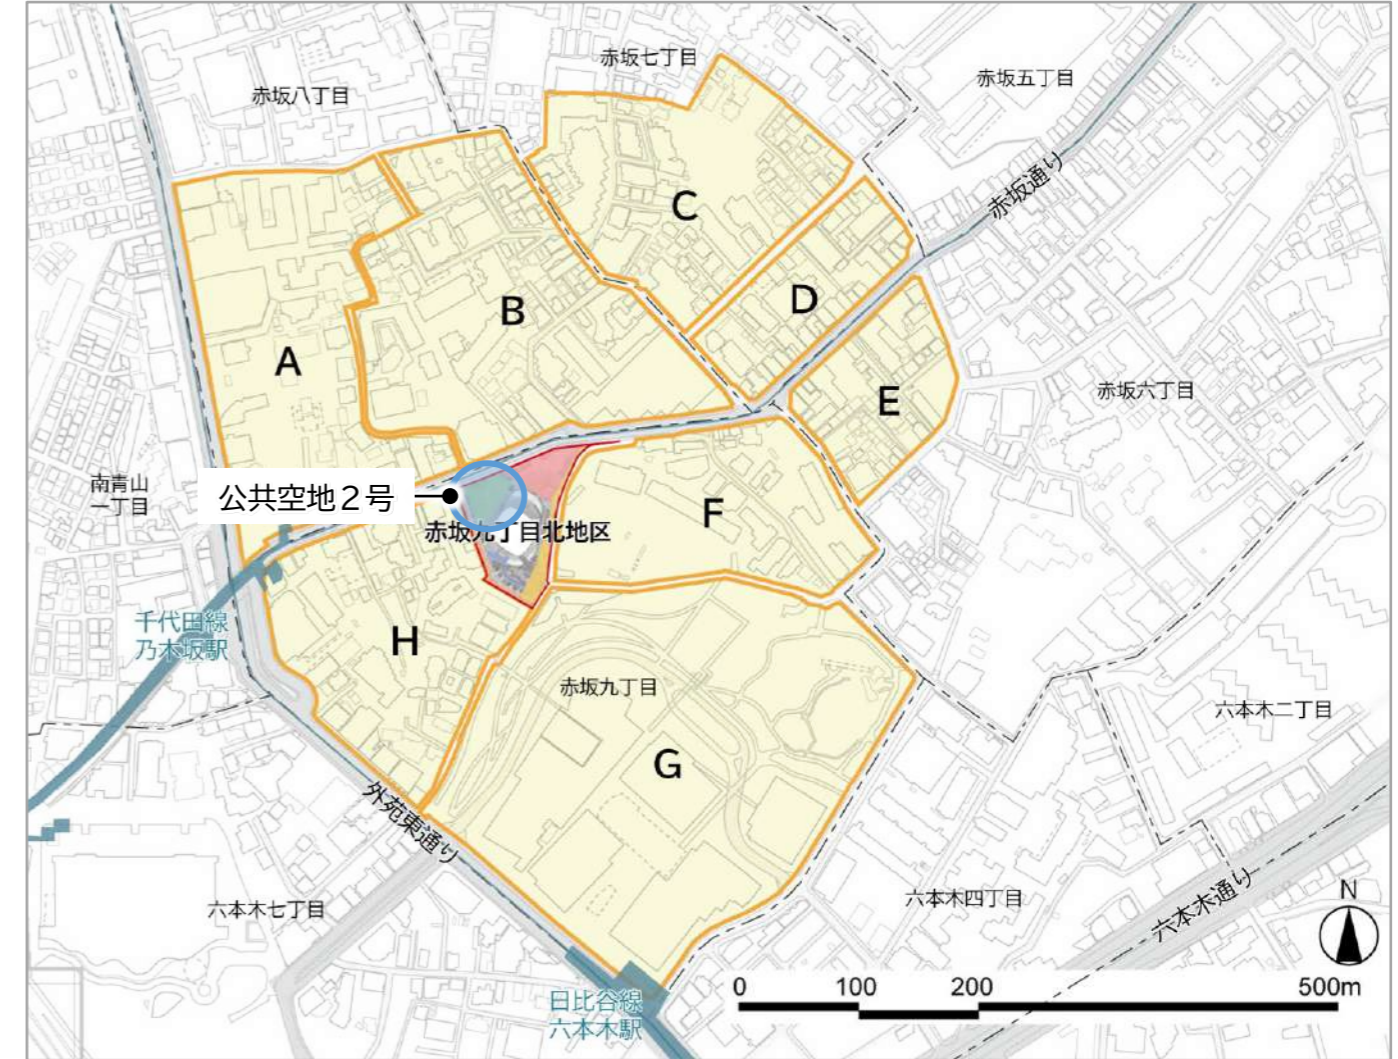 赤坂七丁目
赤坂五丁目
赤坂八丁目
赤坂通り
C
D
B
A
E
赤坂六丁目
南青山
一丁目
公共空地2号
F
赤坂九丁目北地区
千代田線
乃木坂駅
H
赤坂九丁目
六本木二丁目
G
外苑東通り
六本木七丁目
六本木四丁目
六本木通り
N
日比谷線
六本木駅
0 100 200 500m